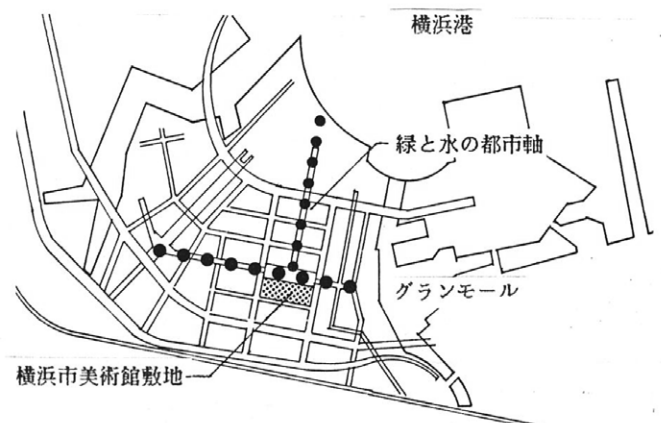 横浜港
緑と水の都市軸
グランモール
横浜市美術館敷地